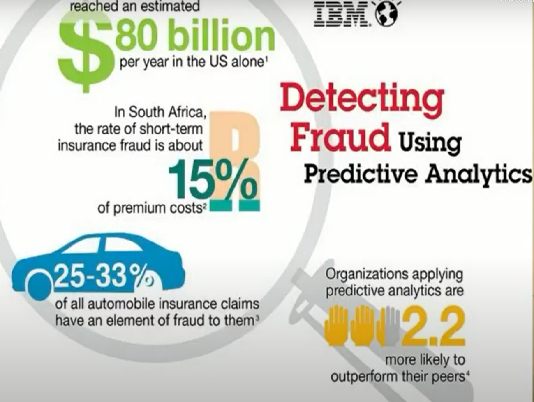 reached an estimated
$80 billion
per year in the US alone¹
IBM
Detecting
Fraud Using
Predictive Analytics
In South Africa,
the rate of short-term
insurance fraud is about
R
15%
of premium costs²
25-33%
of all automobile insurance claims
have an element of fraud to them³
Organizations applying
predictive analytics are
2.2
more likely to
outperform their peers⁴